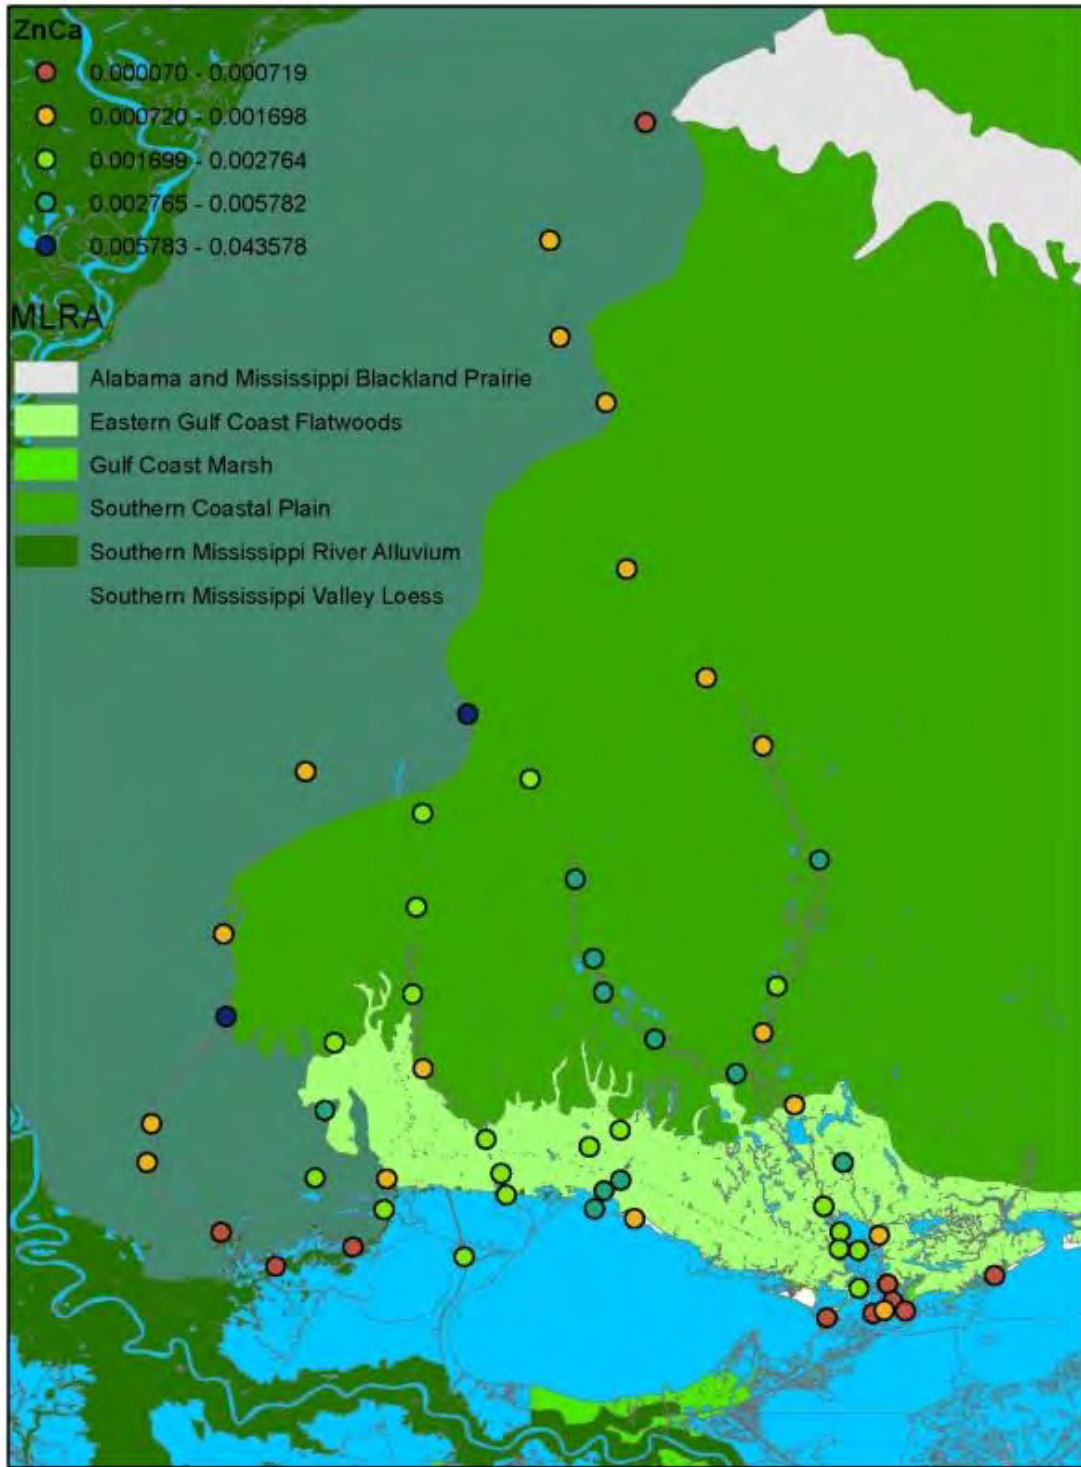 ZnCa
0.000070 - 0.000719
0.000720 - 0.001698
0.001699 - 0.002764
0.002765 - 0.005782
0.005783 - 0.043578
MLRA
Alabama and Mississippi Blackland Prairie
Eastern Gulf Coast Flatwoods
Gulf Coast Marsh
Southern Coastal Plain
Southern Mississippi River Alluvium
Southern Mississippi Valley Loess